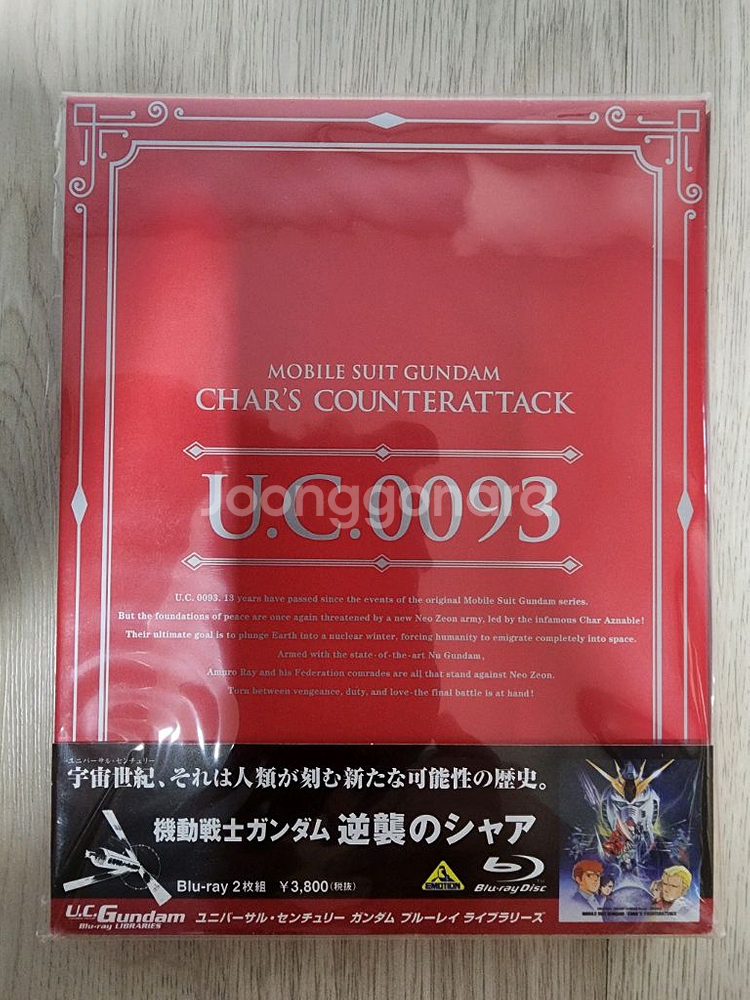 MOBILE SUIT GUNDAM
CHAR'S COUNTERATTACK
U.C.0093
Joonggonara
U.C. 0093. 13 years have passed since the events of the original Mobile Suit Gundam series.
But the foundations of peace are once again threatened by a new Neo Zeon army, led by the infamous Char Aznable!
Their ultimate goal is to plunge Earth into a nuclear winter, forcing humanity to emigrate completely into space.
Armed with the state-of-the-art Nu Gundam,
Amuro Ray and his Federation comrades are all that stand against Neo Zeon.
Torn between vengeance, duty, and love-the final battle is at hand!
ユニバーサル・センチュリー
宇宙世紀、それは人類が刻む新たな可能性の歴史。
機動戦士ガンダム 逆襲のシャア
Blu-ray 2枚組 ¥3,800(税抜)
EMOTION
Blu-ray Disc
MOBILE SUIT GUNDAM CHAR'S COUNTERATTACK
U.C.Gundam
Blu-ray LIBRARIES
ユニバーサル・センチュリー ガンダム ブルーレイ ライブラリーズ